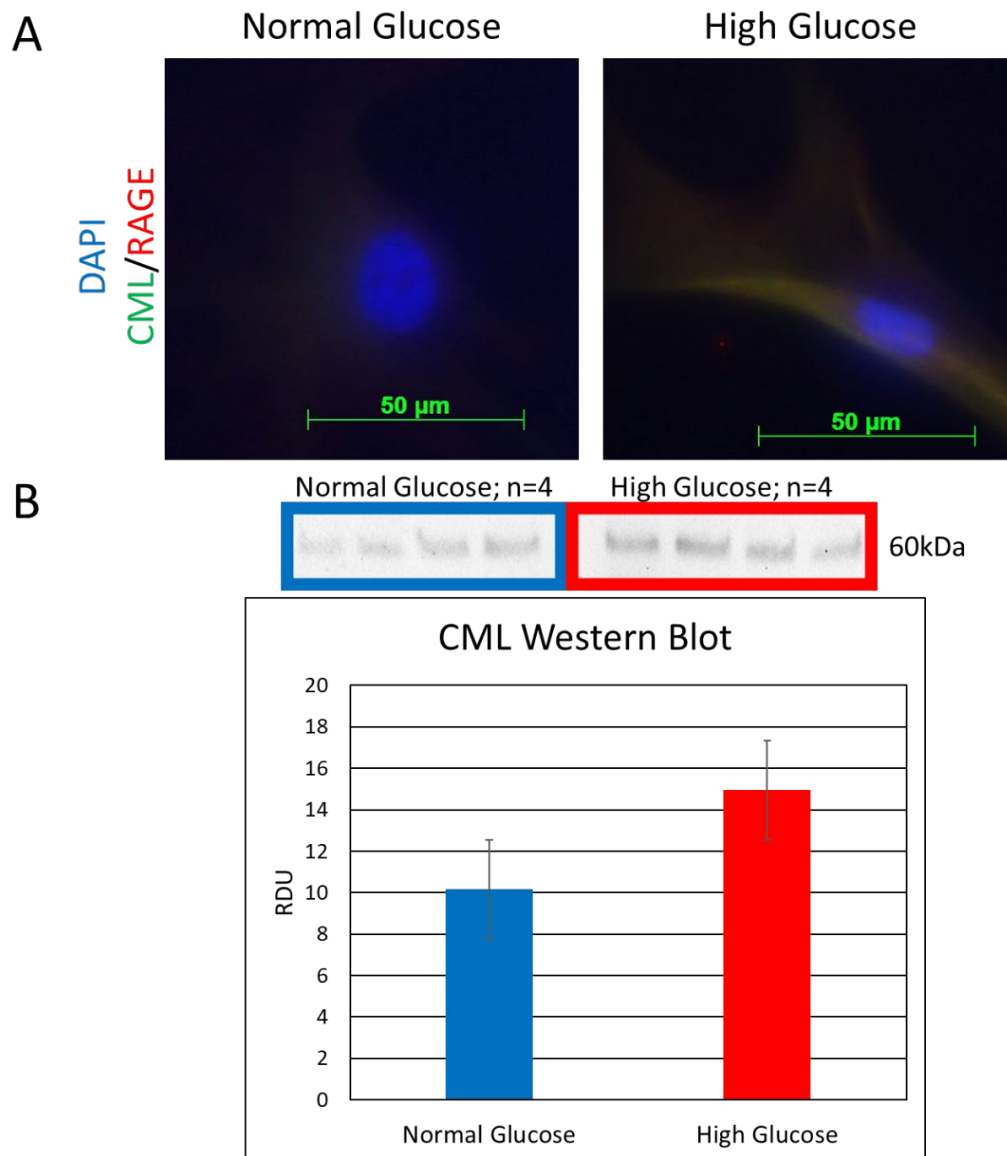 A
Normal Glucose
High Glucose
DAPI
CML/RAGE
50 µm
50 µm
B
Normal Glucose; n=4
High Glucose; n=4
60kDa
CML Western Blot
20
18
16
14
12
10
8
6
4
2
0
RDU
Normal Glucose
High Glucose